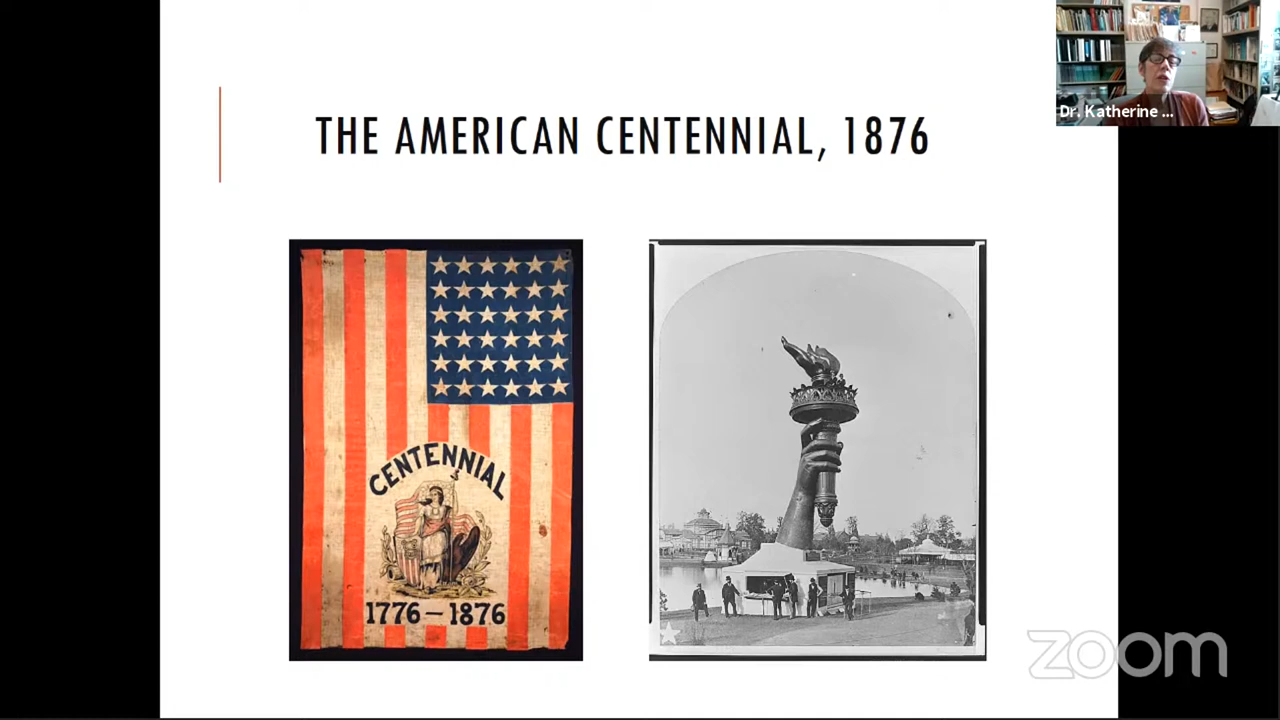 THE AMERICAN CENTENNIAL, 1876
Dr. Katherine ...
CENTENNIAL
1776 – 1876
zoom